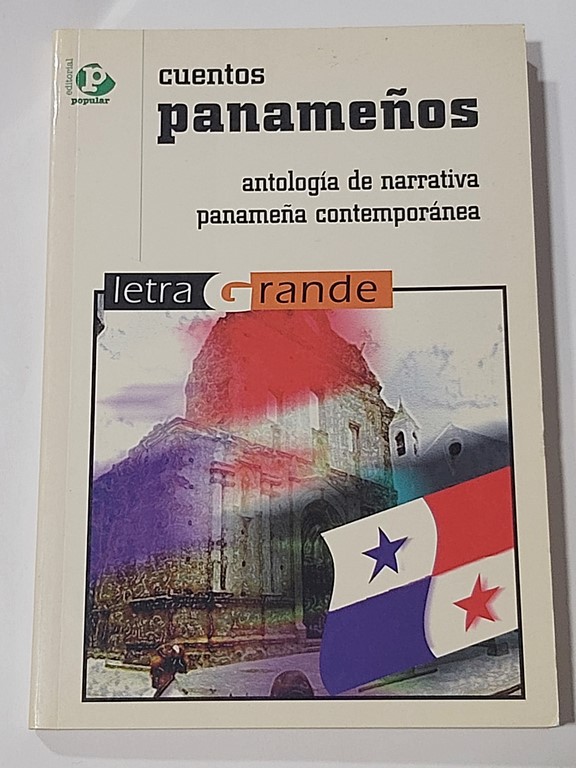 editorial
popular
cuentos
panameños
antología de narrativa
panameña contemporánea
letra Grande